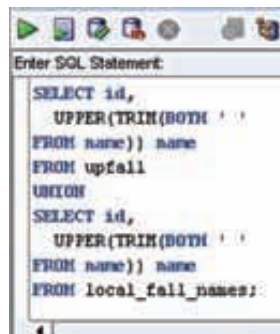 Enter SQL Statement:
SELECT id,
UPPER(TRIM(BOTH ' '
FROM name)) name
FROM upfall
UNION
SELECT id,
UPPER(TRIM(BOTH ' '
FROM name)) name
FROM local_fall_names;